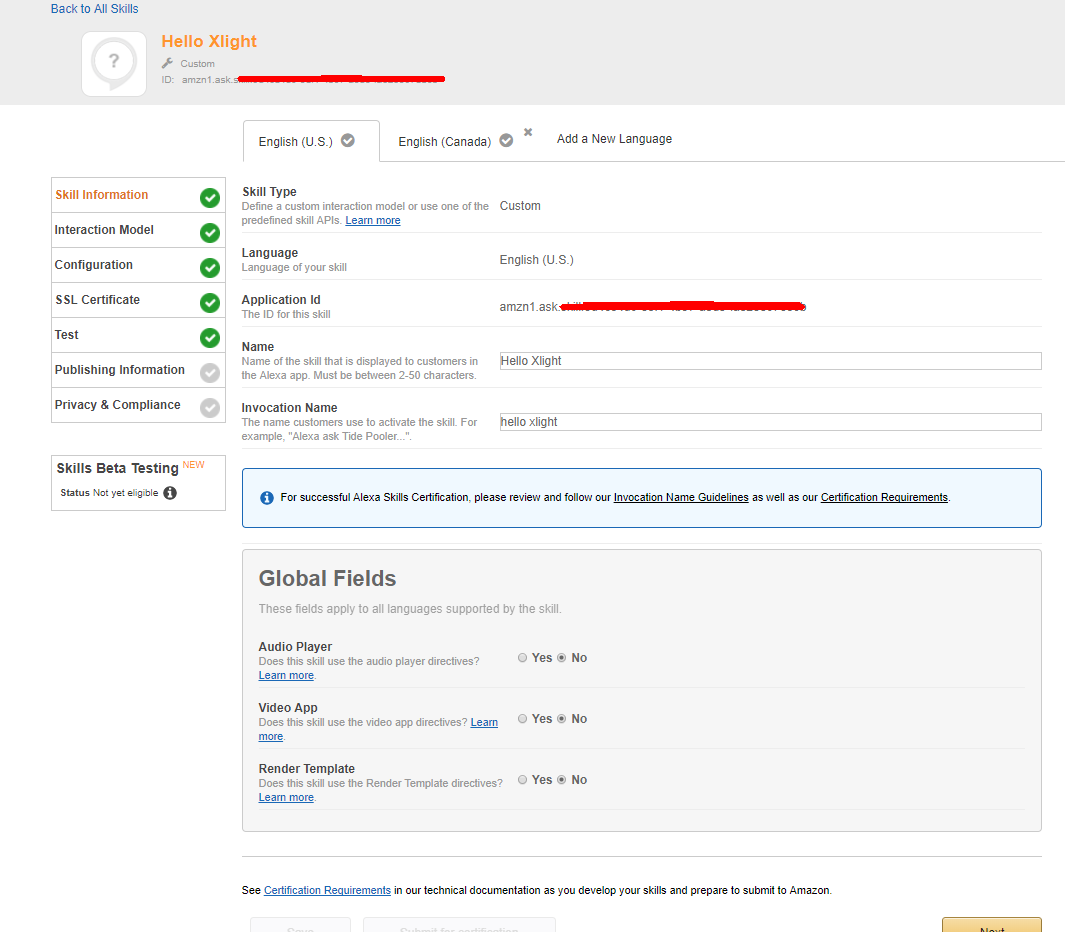 Back to All Skills
?
Hello Xlight
Custom
ID: amzn1.ask.
English (U.S.)
English (Canada)
Add a New Language
Skill Information
Interaction Model
Configuration
SSL Certificate
Test
Publishing Information
Privacy & Compliance
Skills Beta Testing NEW
Status Not yet eligible
Skill Type
Define a custom interaction model or use one of the
predefined skill APIs. Learn more
Custom
Language
Language of your skill
English (U.S.)
Application Id
The ID for this skill
amzn1.ask.
Name
Name of the skill that is displayed to customers in
the Alexa app. Must be between 2-50 characters.
Hello Xlight
Invocation Name
The name customers use to activate the skill. For
example, "Alexa ask Tide Pooler...".
hello xlight
For successful Alexa Skills Certification, please review and follow our Invocation Name Guidelines as well as our Certification Requirements.
Global Fields
These fields apply to all languages supported by the skill.
Audio Player
Does this skill use the audio player directives?
Learn more.
Yes No
Video App
Does this skill use the video app directives? Learn
more.
Yes No
Render Template
Does this skill use the Render Template directives?
Learn more.
Yes No
See Certification Requirements in our technical documentation as you develop your skills and prepare to submit to Amazon.
Save
Submit for certification
Next